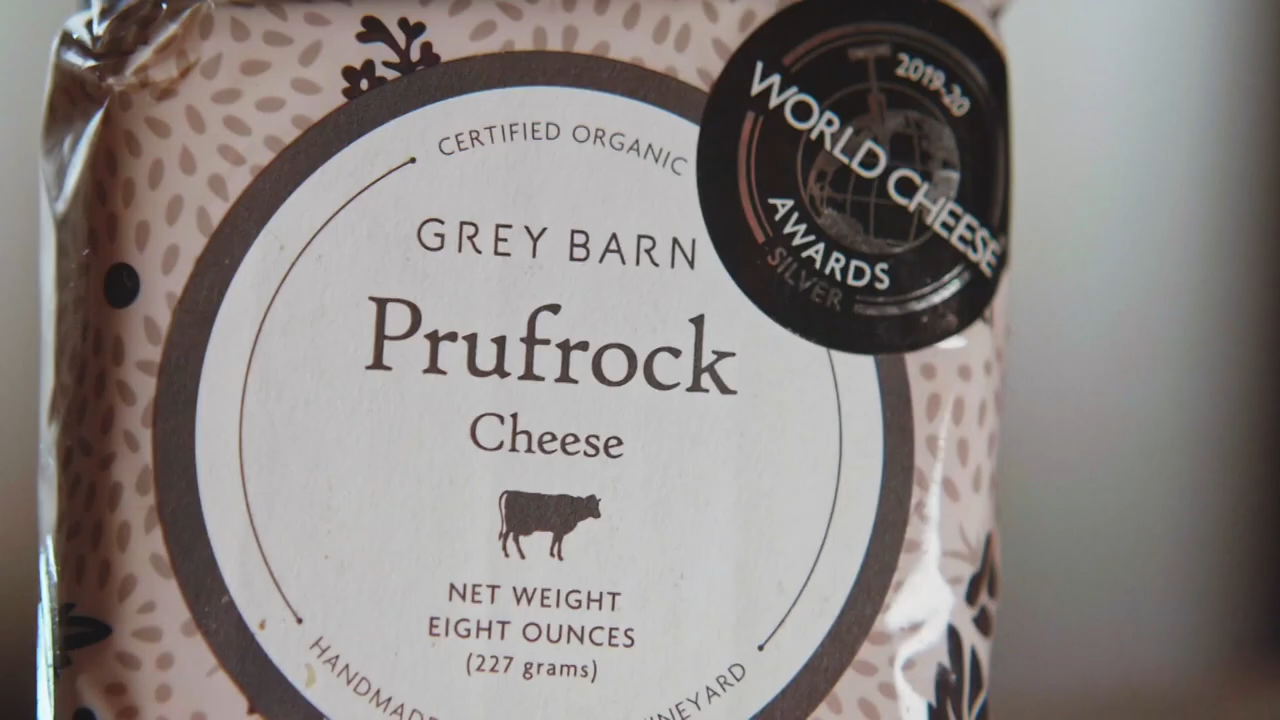 CERTIFIED ORGANIC
GREY BARN
Prufrock
Cheese
NET WEIGHT
EIGHT OUNCES
(227 grams)
2019-20
WORLD CHEESE
AWARDS
SILVER